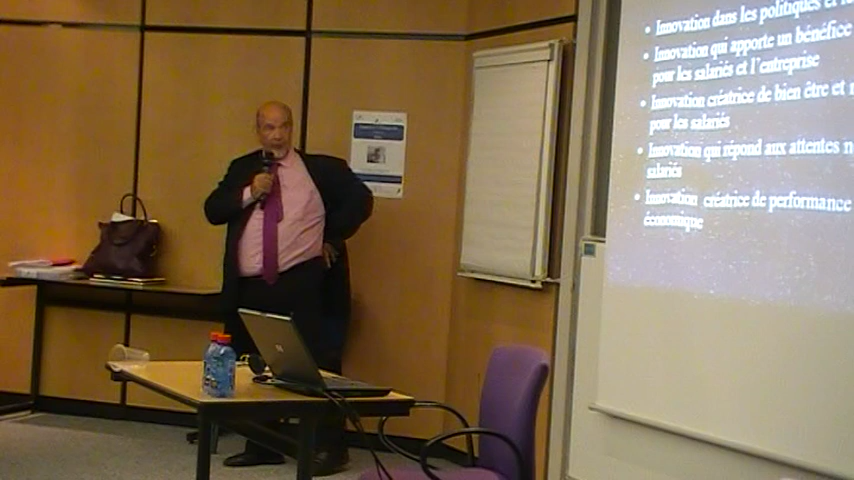 • Innovation dans les politiques et
• Innovation qui apporte un bénéfice
pour les salariés et l'entreprise
• Innovation créatrice de bien être et
pour les salariés
• Innovation qui répond aux attentes
salariés
• Innovation créatrice de performance
économique